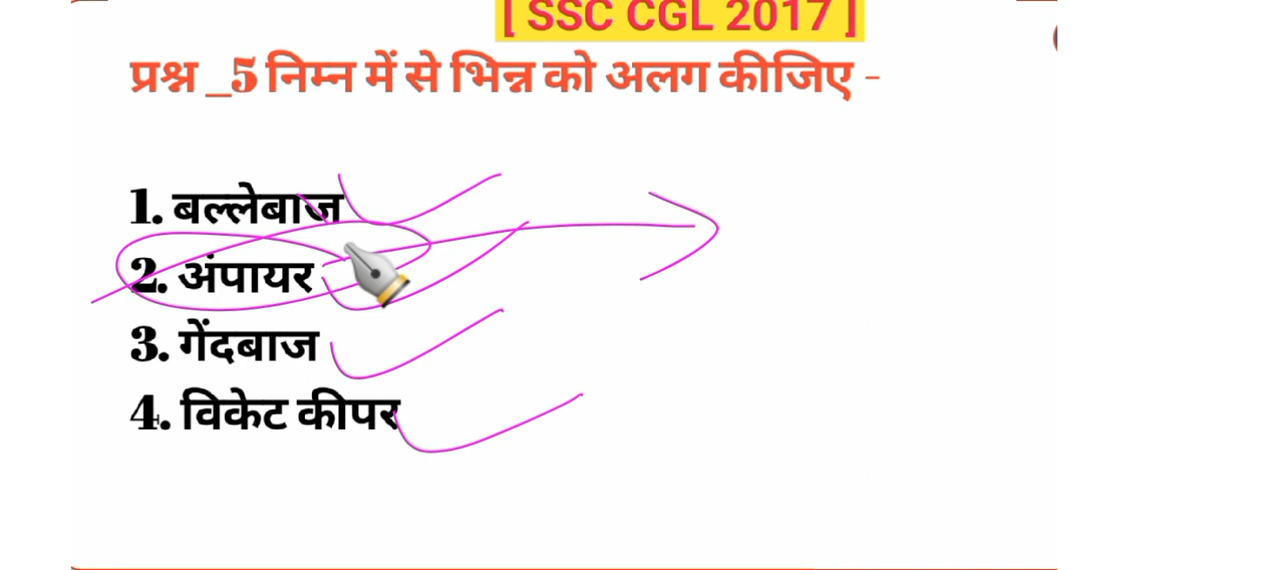 [ SSC CGL 2017 ]
प्रश्न _5 निम्न में से भिन्न को अलग कीजिए -
1. बल्लेबाज
2. अंपायर
3. गेंदबाज
4. विकेट कीपर